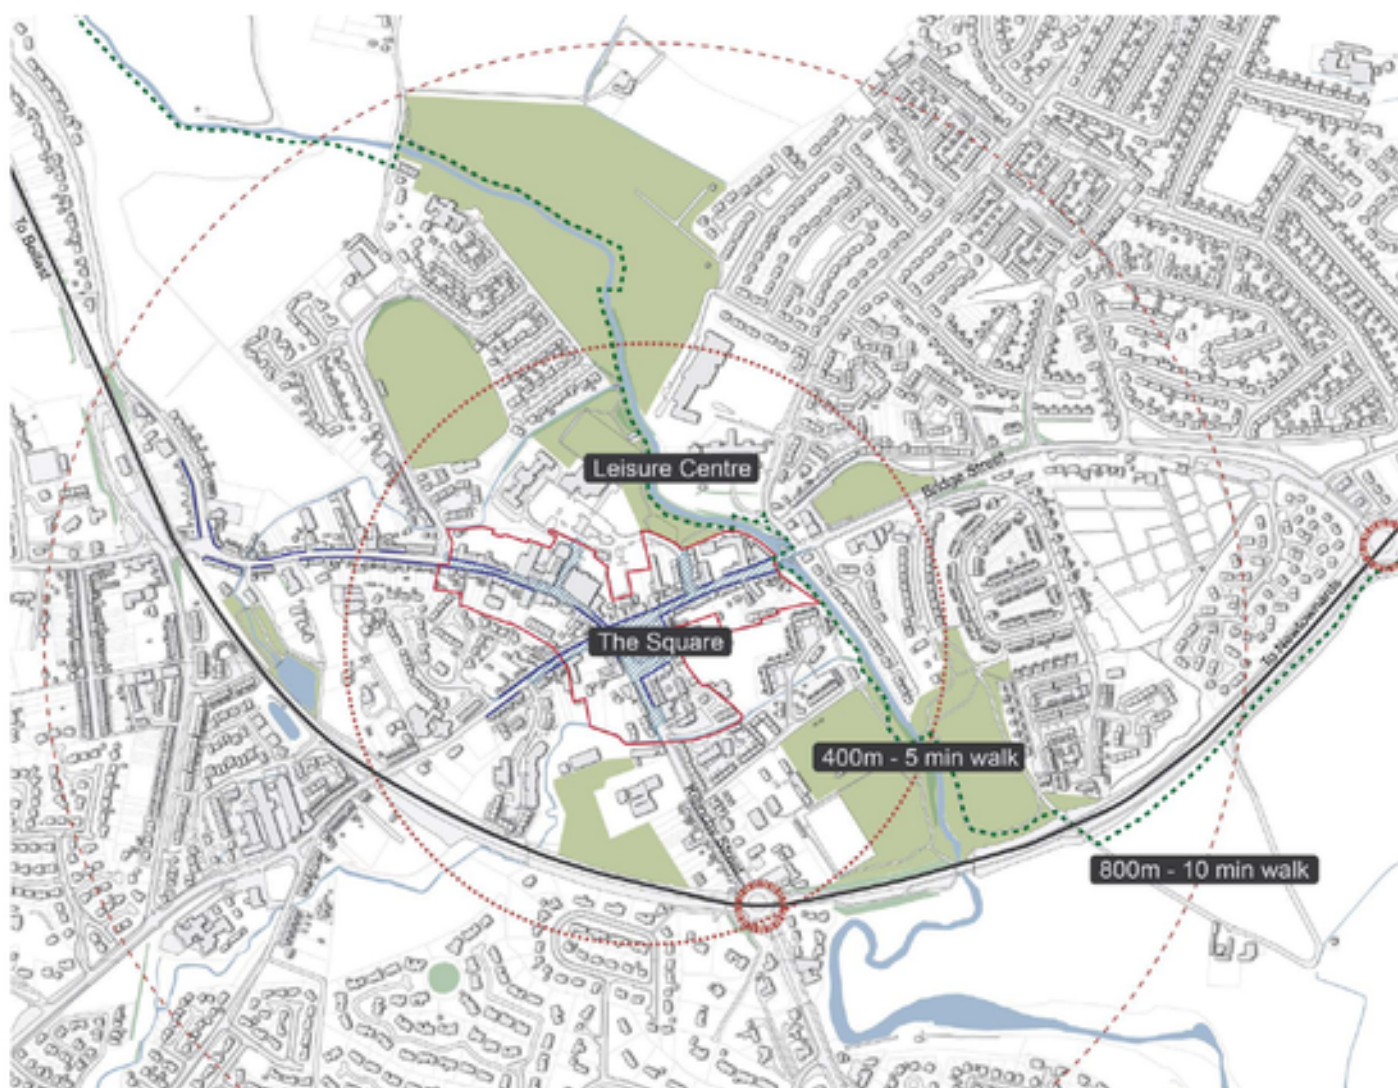 To Belfast
Leisure Centre
Bridge Street
The Square
To Newtownards
400m - 5 min walk
800m - 10 min walk